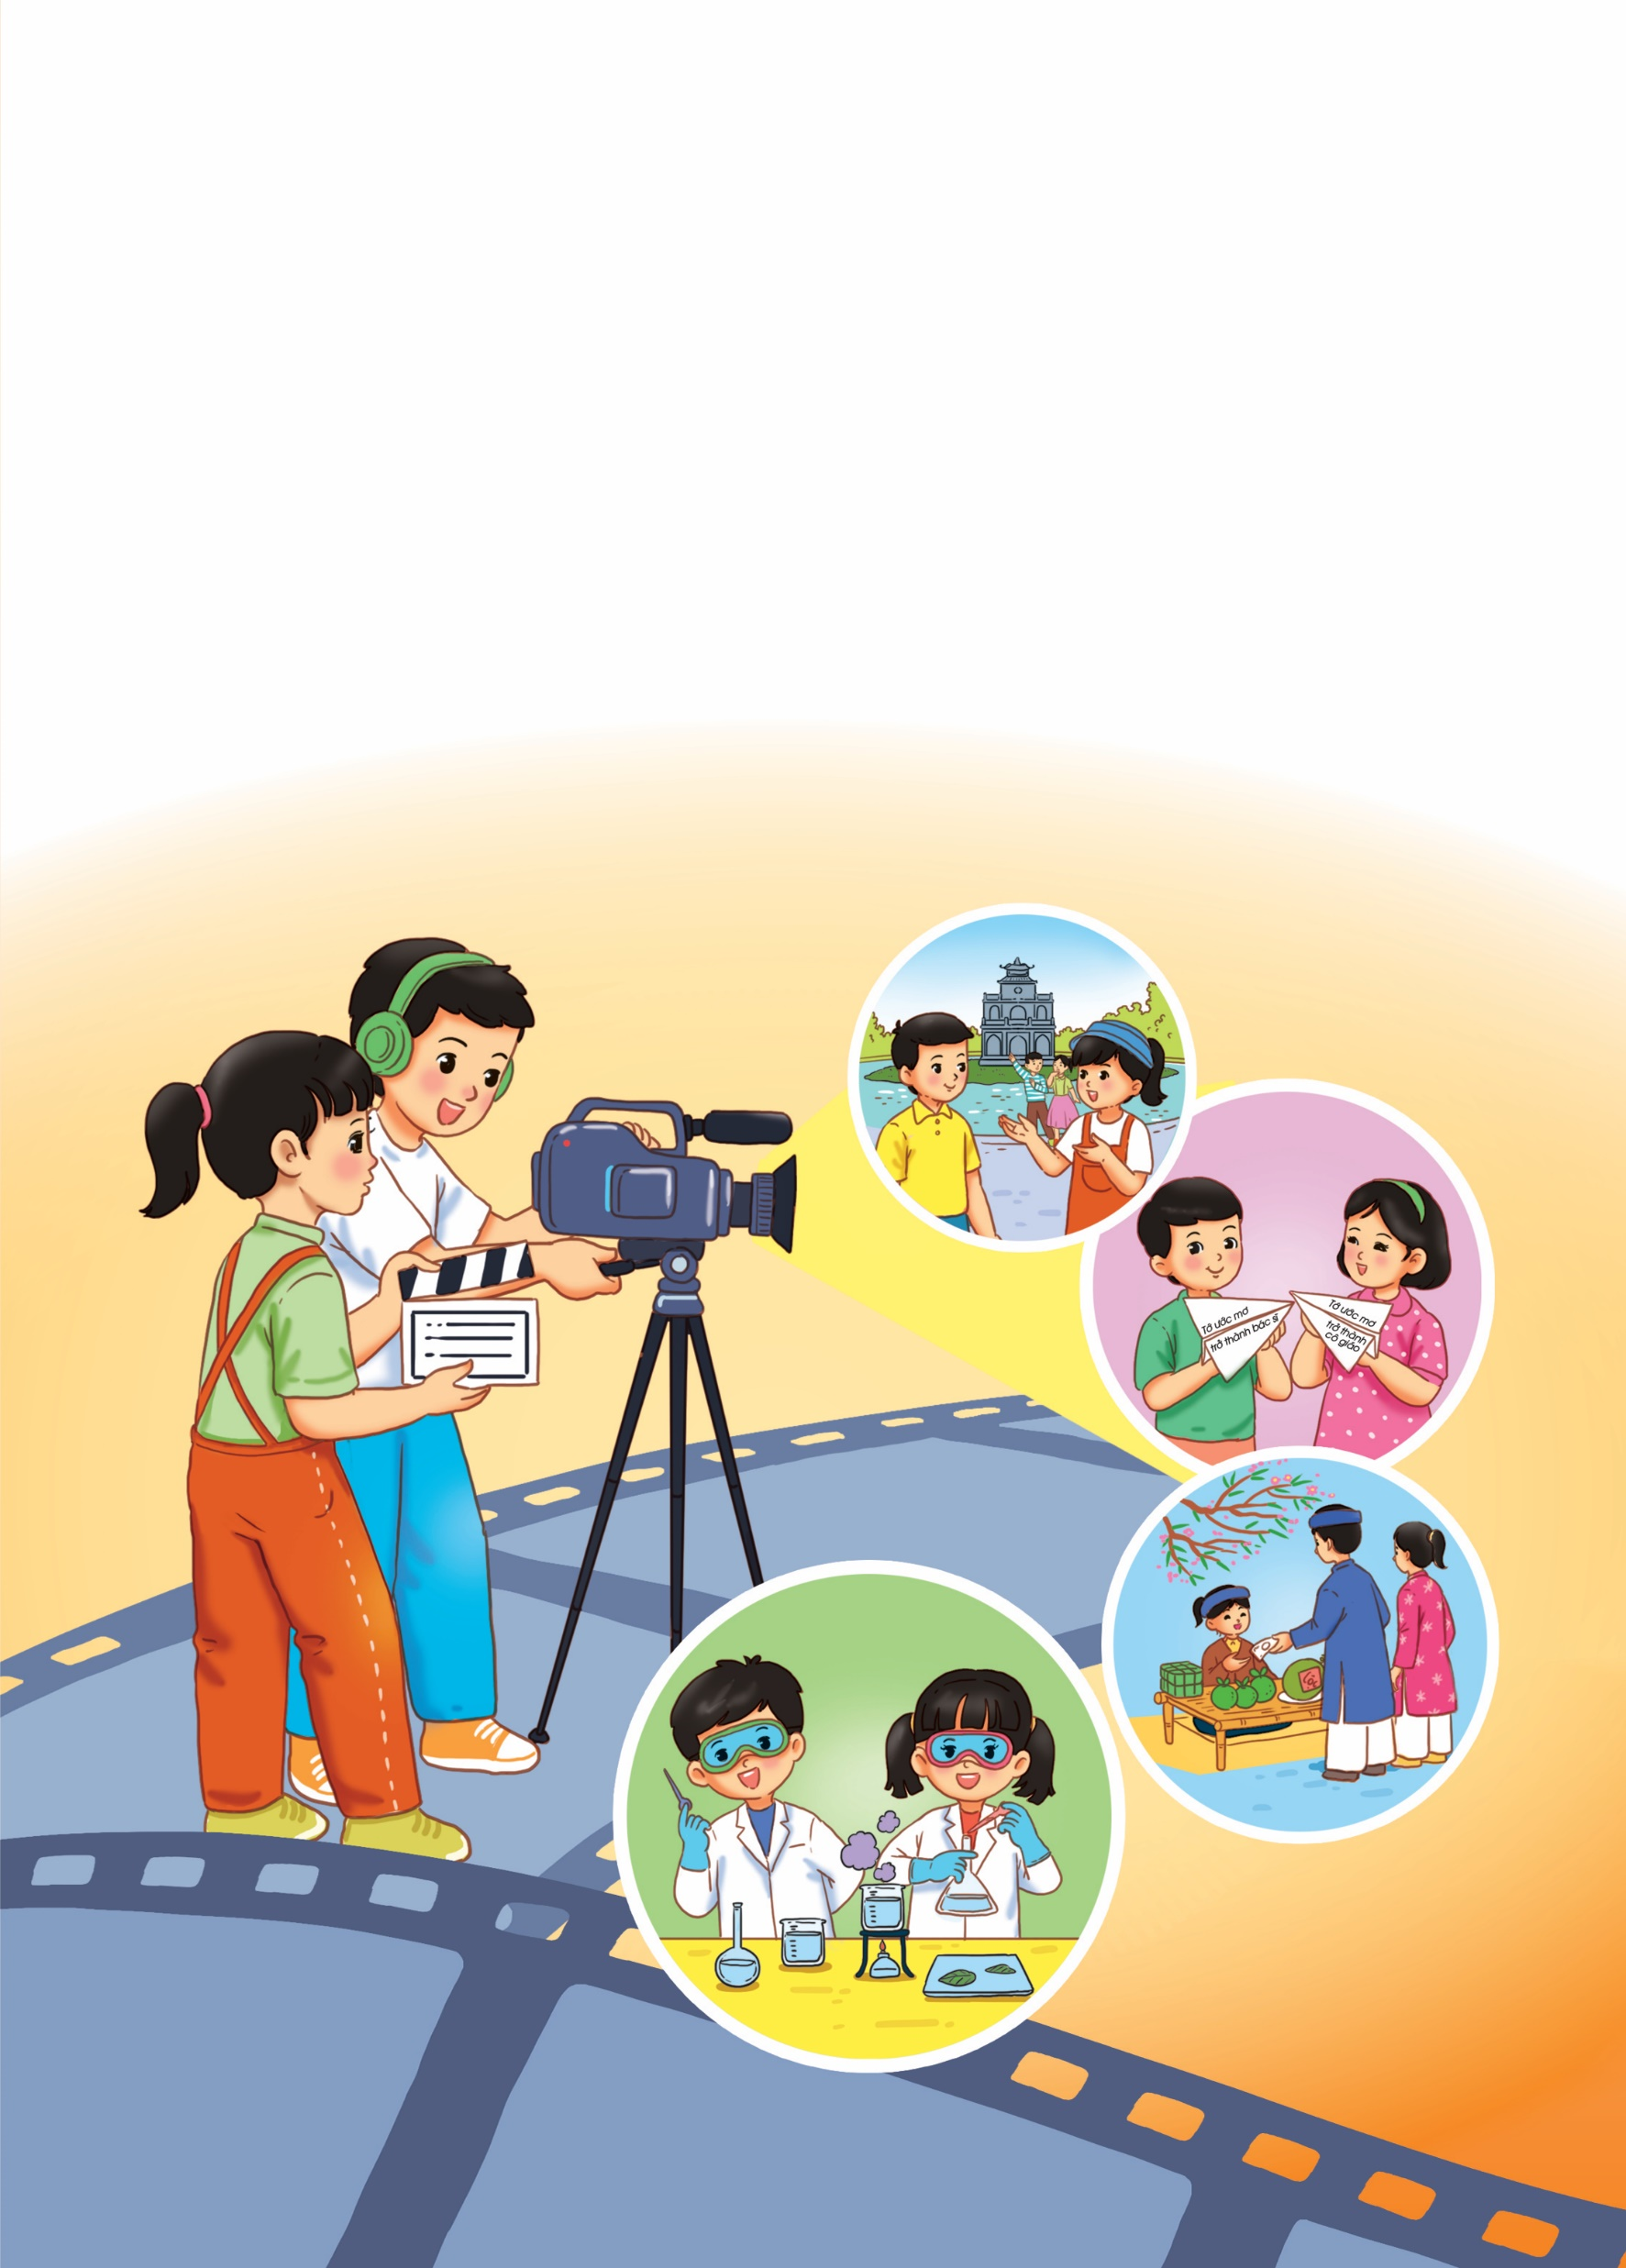 Tớ ước mơ
trở thành bác sĩ
Tớ ước mơ
trở thành
cô giáo